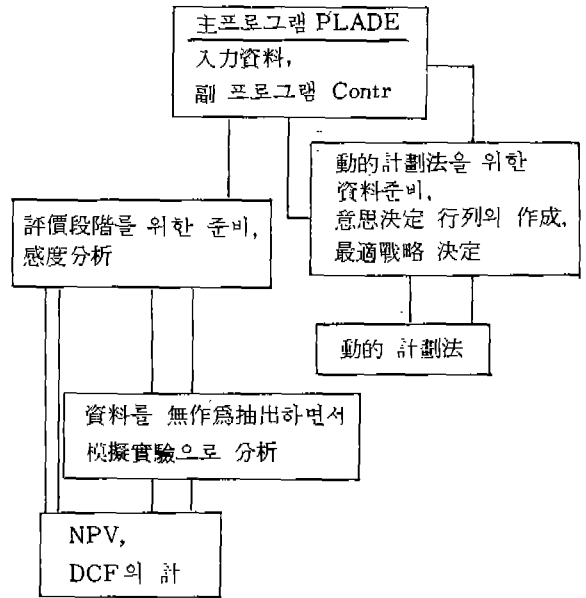 主프로그램 PLADE
入力資料,
副 프로그램 Contr
動的計劃法을 위한
資料준비,
意思決定 行列의 作成,
最適戰略 決定
評價段階를 위한 준비,
感度分析
動的 計劃法
資料를 無作爲抽出하면서
模擬實驗으로 分析
NPV,
DCF의 計